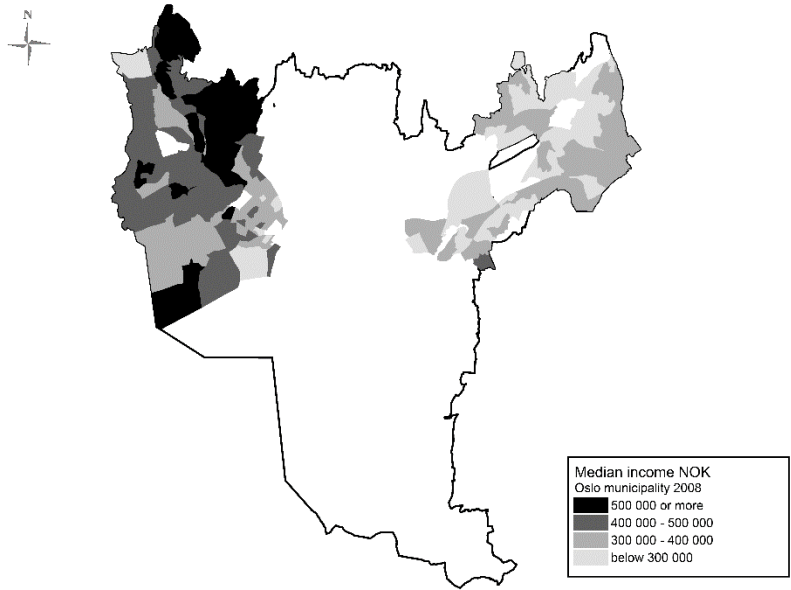 N
Median income NOK
Oslo municipality 2008
500 000 or more
400 000 - 500 000
300 000 - 400 000
below 300 000